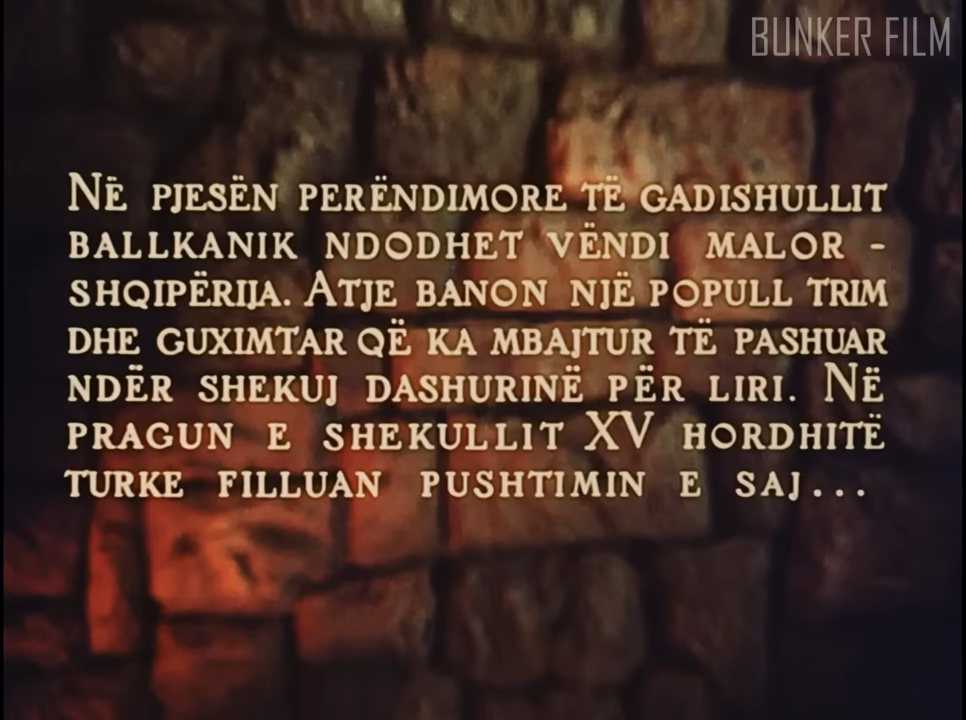 BUNKER FILM
NË PJESËN PERËNDIMORE TË GADISHULLIT
BALLKANIK NDODHET VËNDI MALOR -
SHQIPËRIJA. ATJE BANON NJË POPULL TRIM
DHE GUXIMTAR QË KA MBAJTUR TË PASHUAR
NDËR SHEKUJ DASHURINË PËR LIRI. NË
PRAGUN E SHEKULLIT XV HORDHITË
TURKE FILLUAN PUSHTIMIN E SAJ...